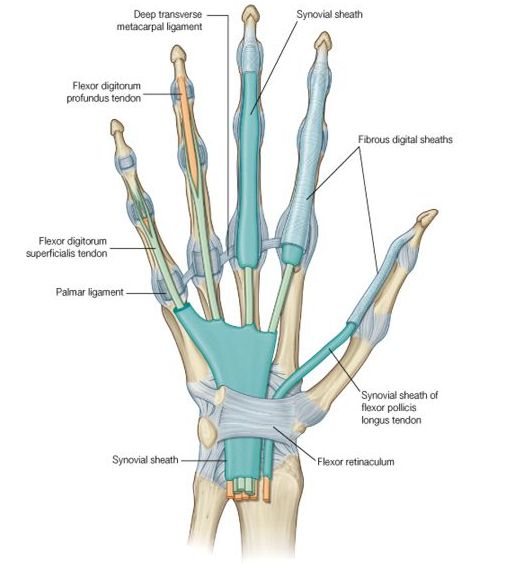 Deep transverse
metacarpal ligament
Synovial sheath
Flexor digitorum
profundus tendon
Fibrous digital sheaths
Flexor digitorum
superficialis tendon
Palmar ligament
Synovial sheath of
flexor pollicis
longus tendon
Synovial sheath
Flexor retinaculum